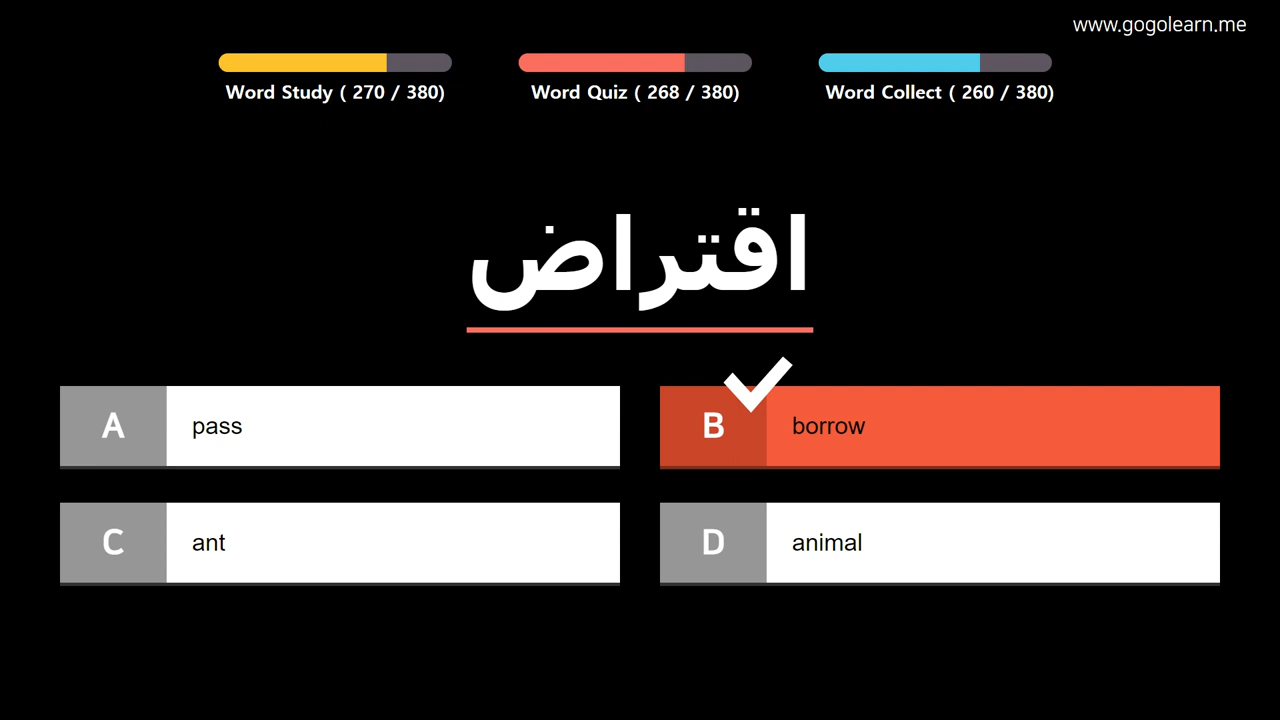 www.gogolearn.me
Word Study ( 270 / 380)
Word Quiz ( 268 / 380)
Word Collect ( 260 / 380)
اقتراض
A pass
B borrow
C ant
D animal